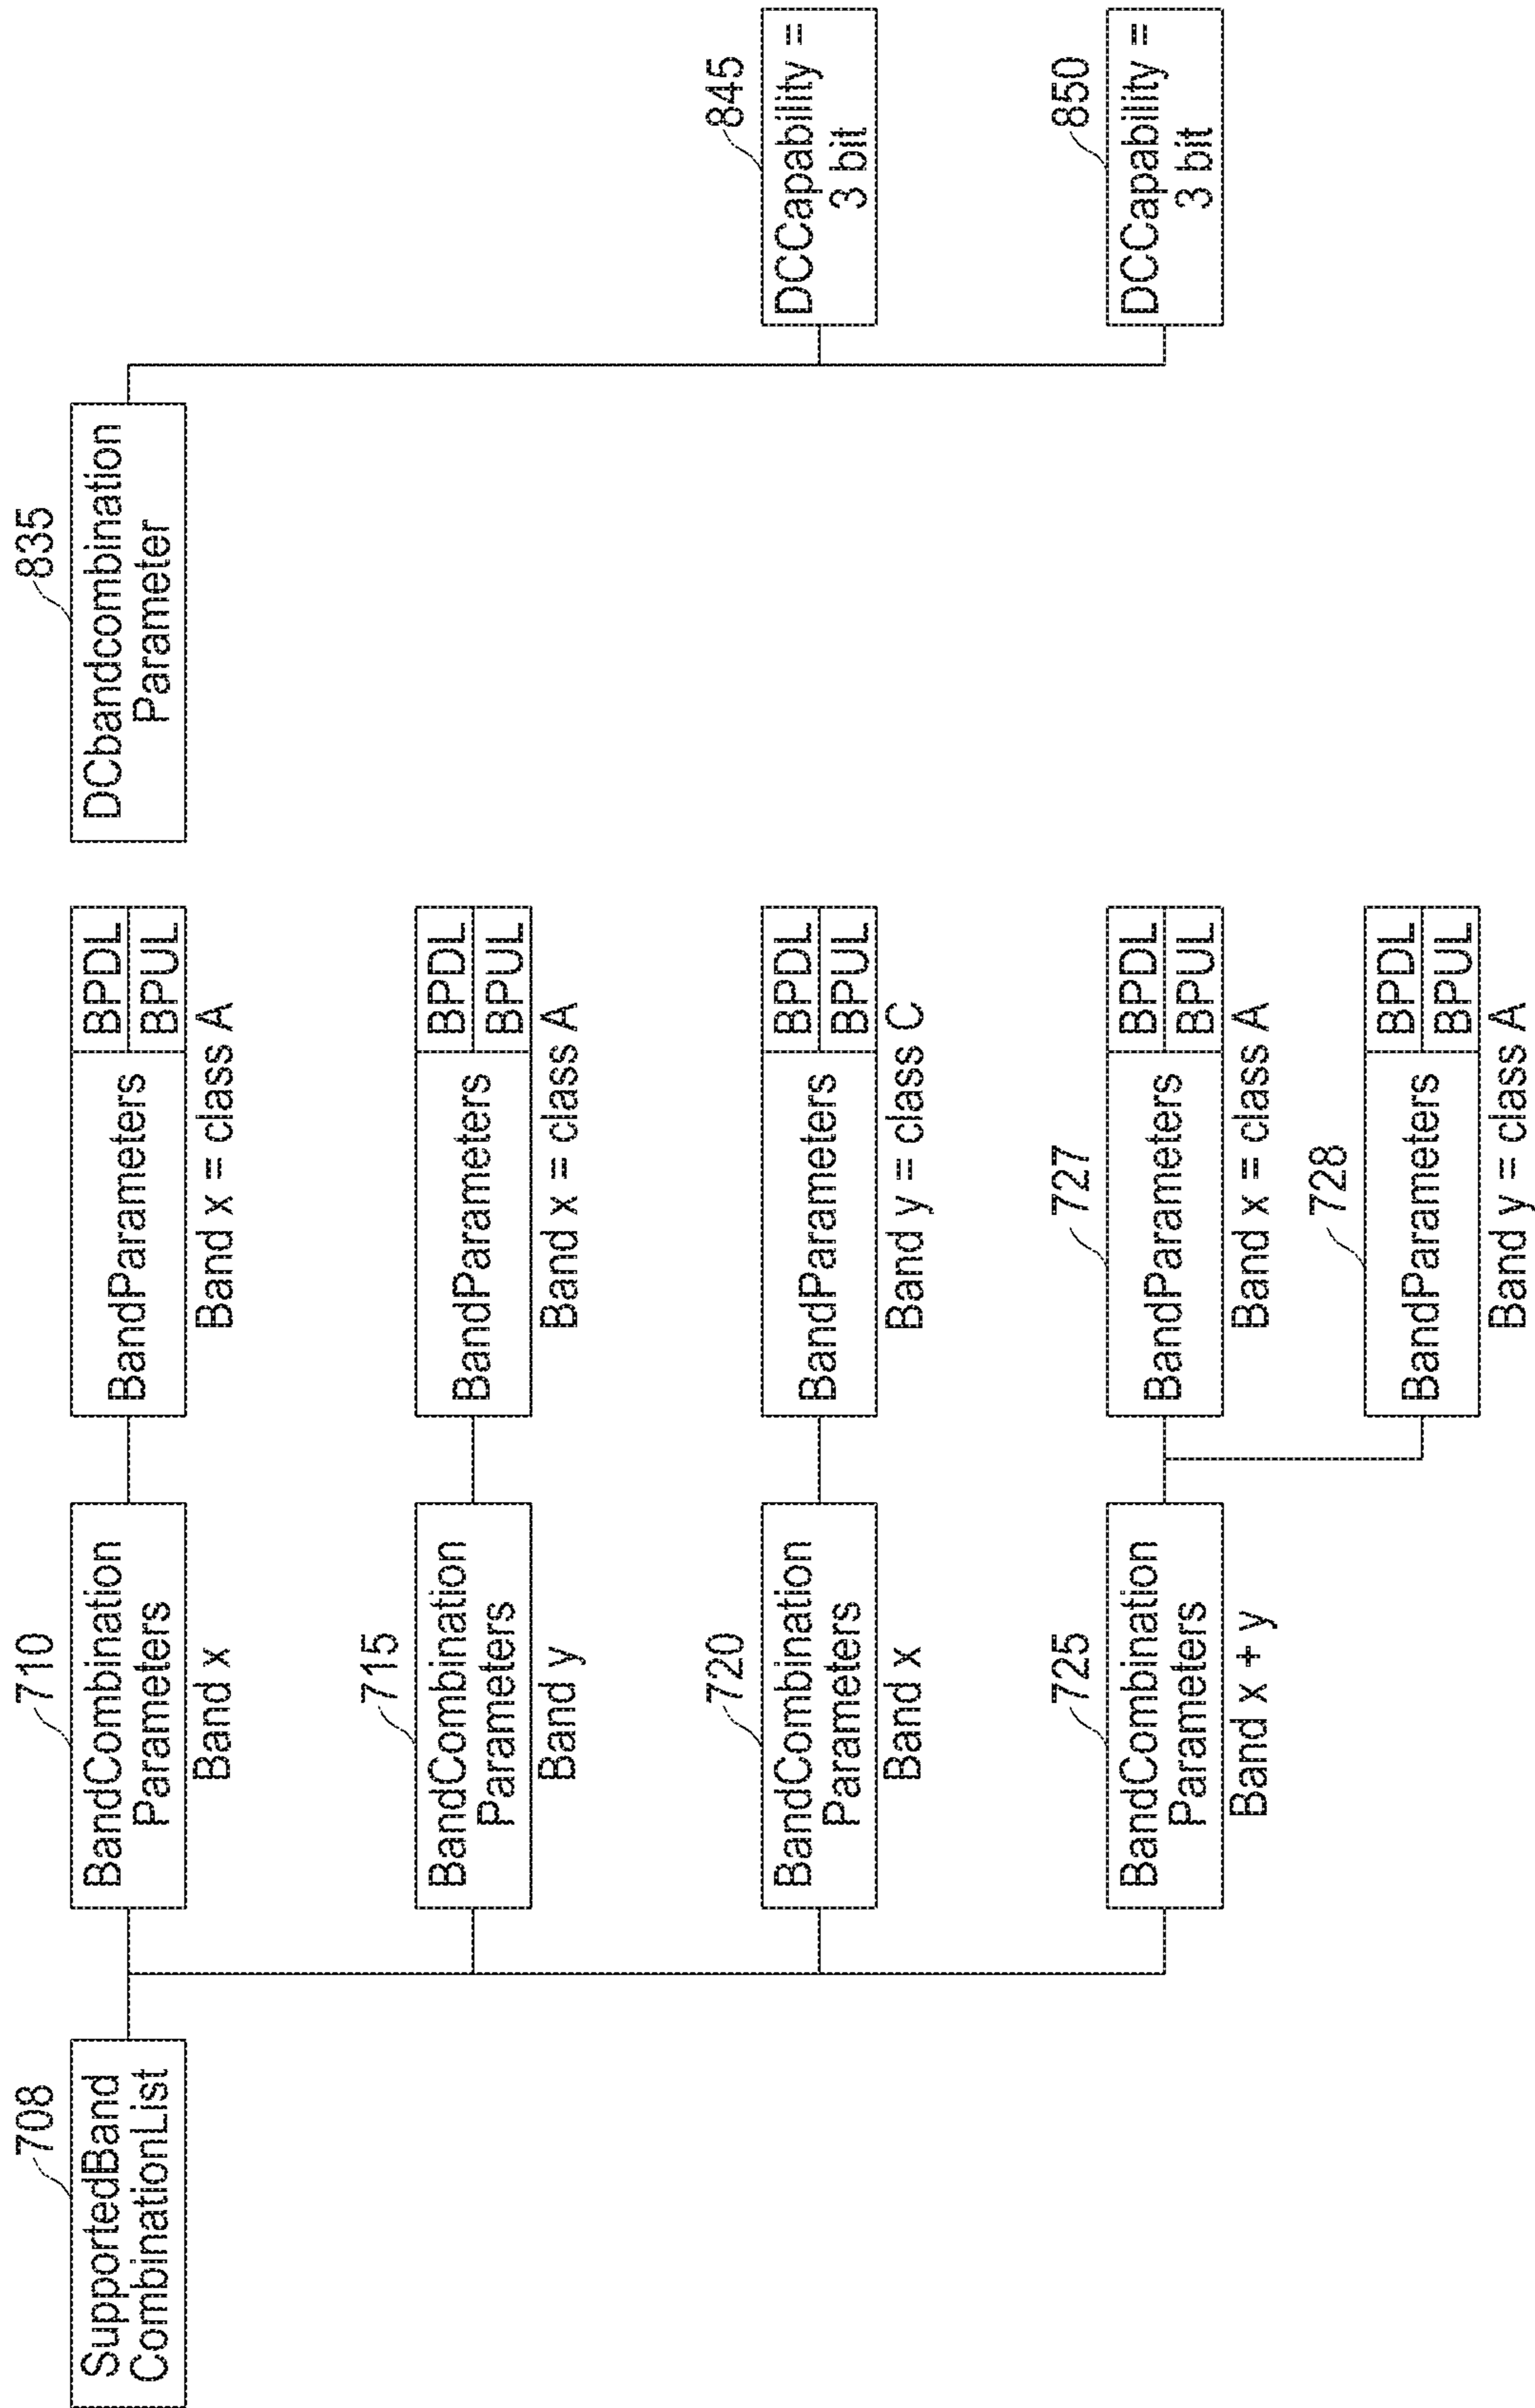 708
SupportedBand
CombinationList
710
BandCombination
Parameters
Band x
BandParameters
BPDL
BPUL
Band x = class A
835
DCbandcombination
Parameter
715
BandCombination
Parameters
Band y
BandParameters
BPDL
BPUL
Band x = class A
720
BandCombination
Parameters
Band x
BandParameters
BPDL
BPUL
Band y = class C
845
DCCapability =
3 bit
725
BandCombination
Parameters
Band x + y
727
BandParameters
BPDL
BPUL
Band x = class A
850
DCCapability =
3 bit
728
BandParameters
BPDL
BPUL
Band y = class A